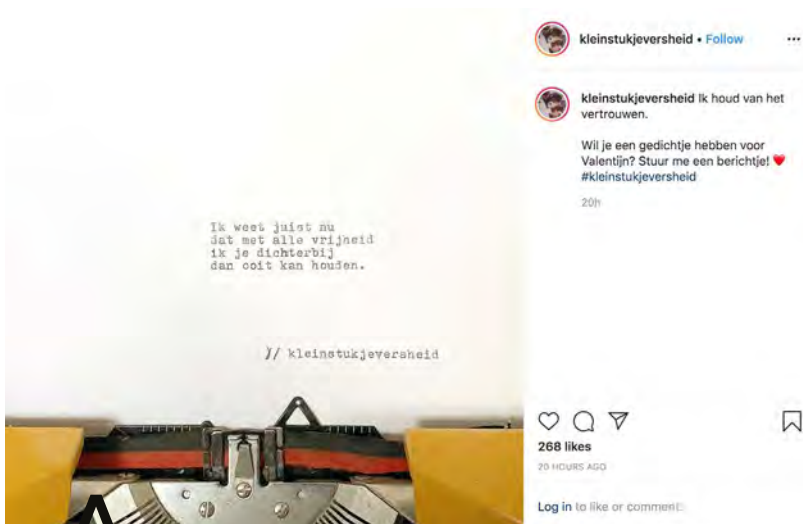 Ik weet juist nu
dat met alle vrijheid
ik je dichterbij
dan ooit kan houden.
// kleinstukjeversheid
kleinstukjeversheid • Follow
kleinstukjeversheid Ik houd van het
vertrouwen.
Wil je een gedichtje hebben voor
Valentijn? Stuur me een berichtje! ❤️
#kleinstukjeversheid
20h
268 likes
20 HOURS AGO
Log in to like or comment.